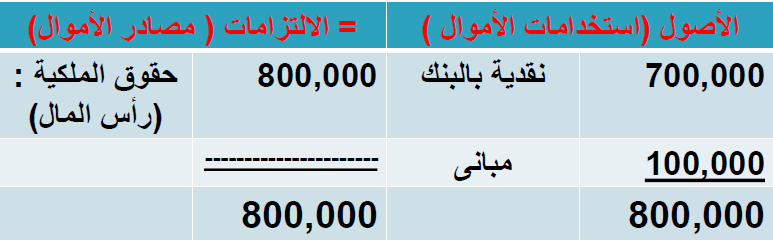 الأصول (استخدامات الأموال ) = الالتزامات ( مصادر الأموال)
700,000 نقدية بالبنك 800,000 حقوق الملكية :
(رأس المال)
100,000 مبانى ----------------------
800,000 800,000